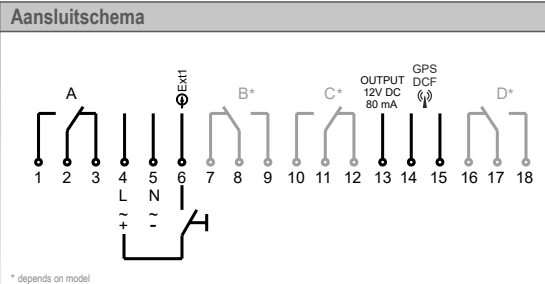 Aansluitschema
A
Ext1
B*
C*
OUTPUT
12V DC
80 mA
GPS
DCF
D*
1 2 3 4 5 6 7 8 9 10 11 12 13 14 15 16 17 18
L N
~ ~
+ -
* depends on model